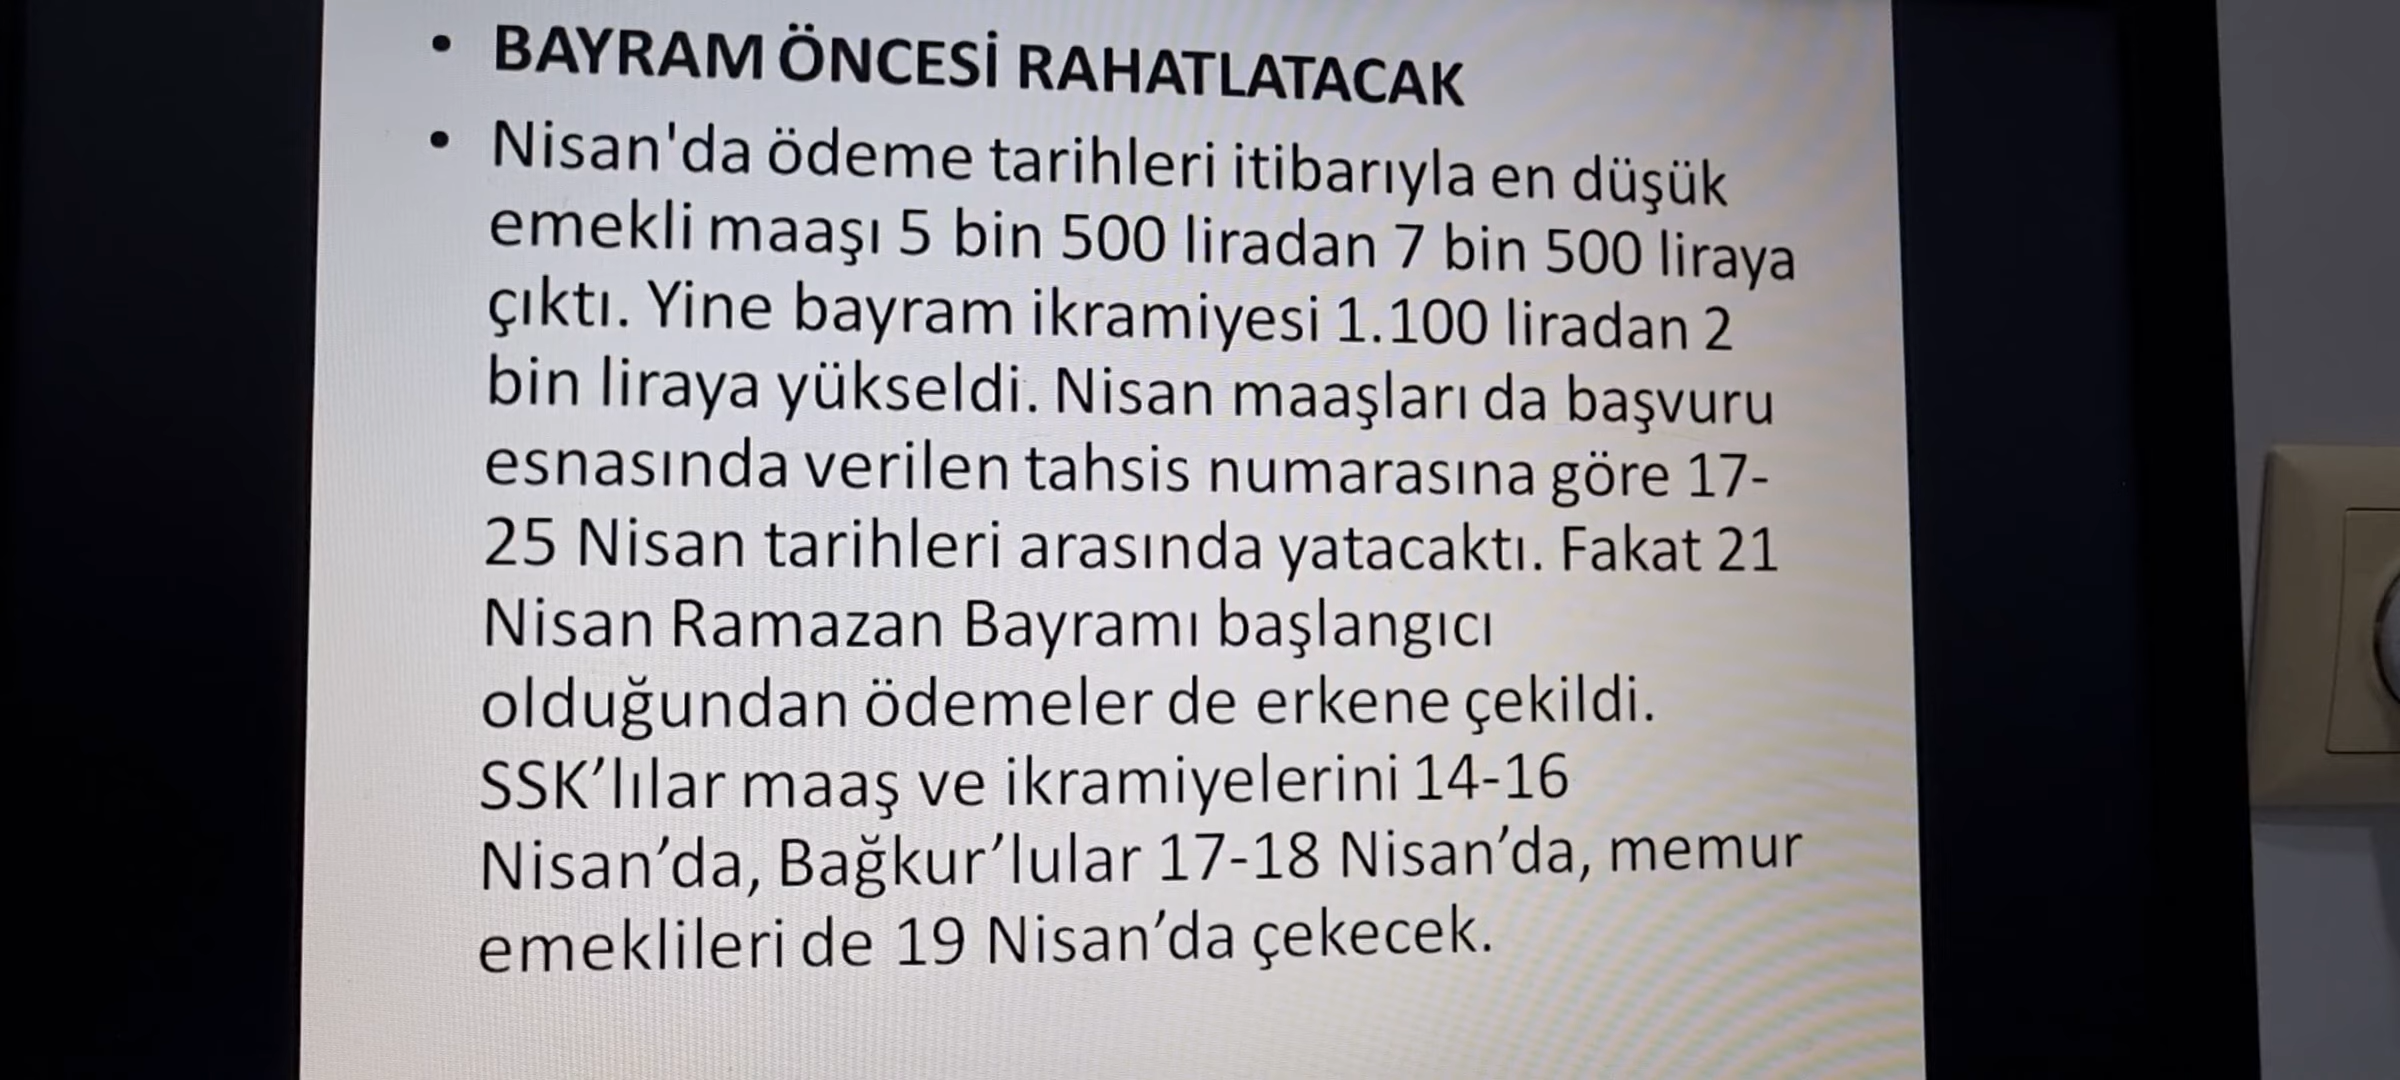 • BAYRAM ÖNCESİ RAHATLATACAK
• Nisan'da ödeme tarihleri itibarıyla en düşük
emekli maaşı 5 bin 500 liradan 7 bin 500 liraya
çıktı. Yine bayram ikramiyesi 1.100 liradan 2
bin liraya yükseldi. Nisan maaşları da başvuru
esnasında verilen tahsis numarasına göre 17-
25 Nisan tarihleri arasında yatacaktı. Fakat 21
Nisan Ramazan Bayramı başlangıcı
olduğundan ödemeler de erkene çekildi.
SSK’lılar maaş ve ikramiyelerini 14-16
Nisan’da, Bağkur’lular 17-18 Nisan’da, memur
emeklileri de 19 Nisan’da çekecek.